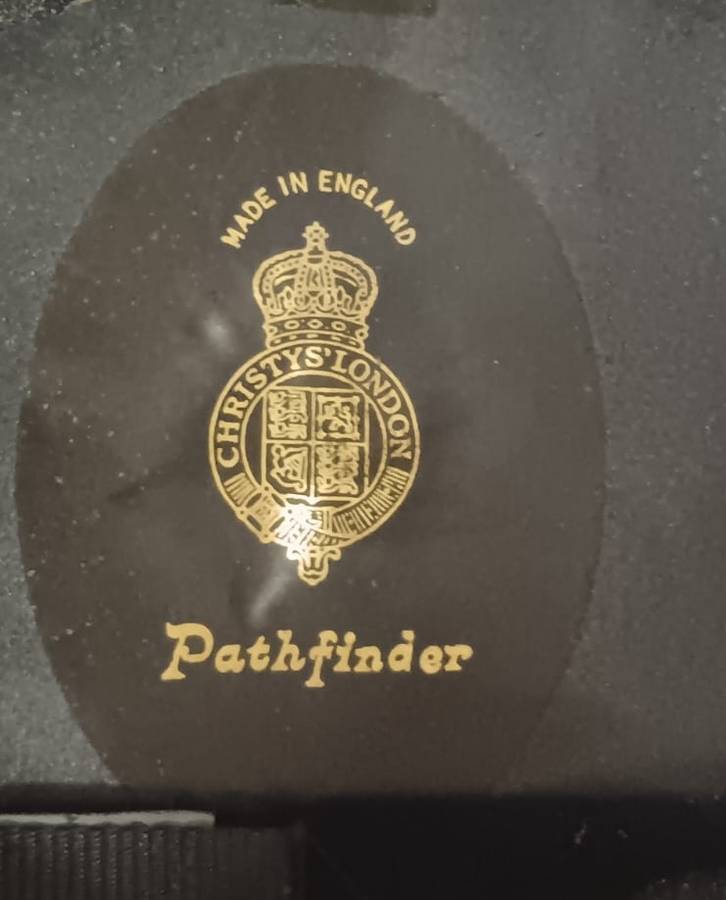 MADE IN ENGLAND
CHRISTYS' LONDON
Pathfinder